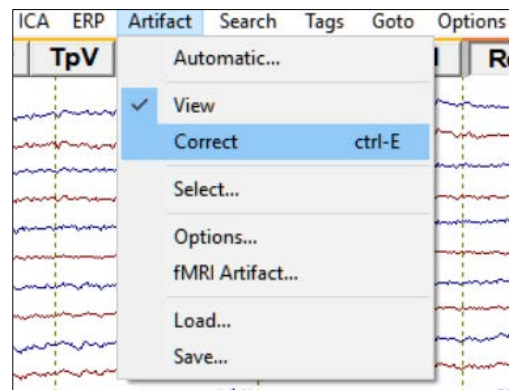 ICA ERP Artifact Search Tags Goto Options
TpV
Automatic...
View
Correct ctrl-E
Select...
Options...
fMRI Artifact...
Load...
Save...